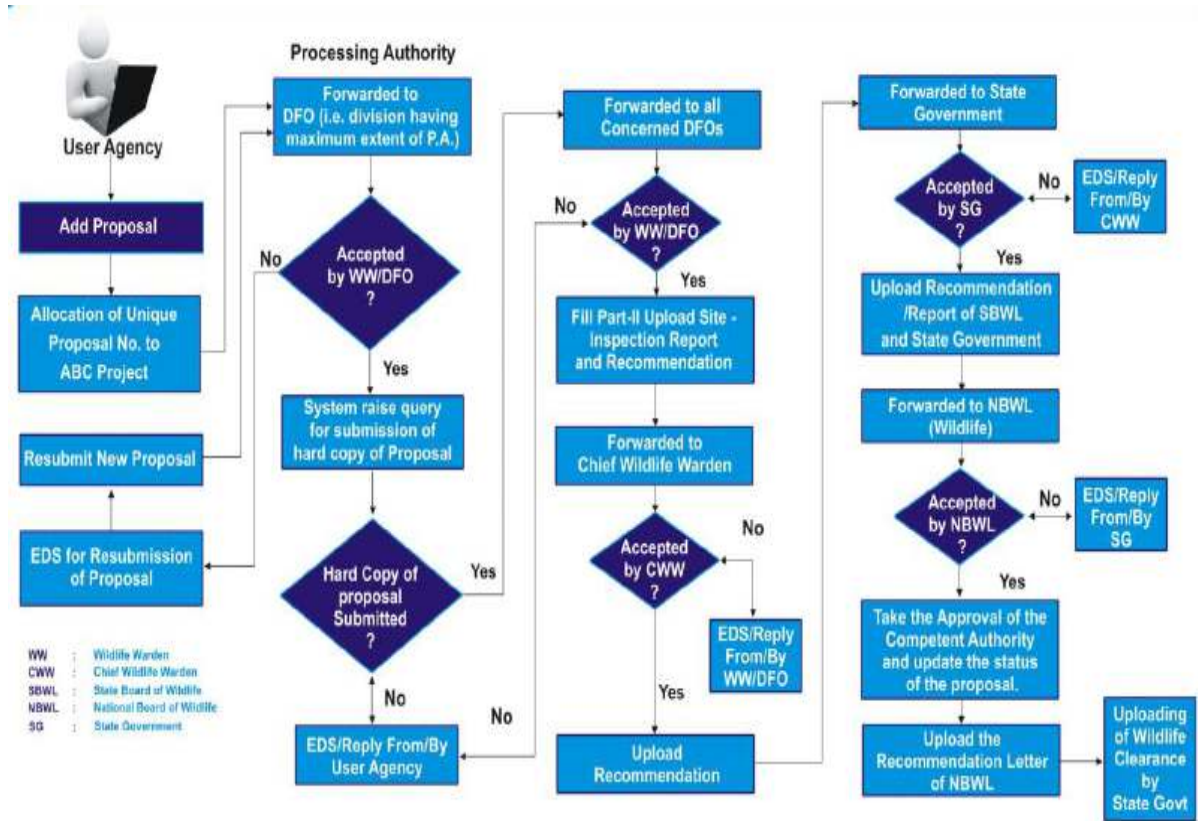 User Agency
Add Proposal
Allocation of Unique
Proposal No. to
ABC Project
Resubmit New Proposal
EDS for Resubmission
of Proposal
WW : Wildlife Warden
CWW : Chief Wildlife Warden
SBWL : State Board of Wildlife
NBWL : National Board of Wildlife
SG : State Government
Processing Authority
Forwarded to
DFO (i.e. division having
maximum extent of P.A.)
Accepted
by WW/DFO
?
No
Yes
System raise query
for submission of
hard copy of Proposal
Hard Copy of
proposal
Submitted
?
Yes
No
EDS/Reply From/By
User Agency
Forwarded to all
Concerned DFOs
No
Accepted
by WW/DFO
?
Yes
Fill Part-II Upload Site -
Inspection Report
and Recommendation
Forwarded to
Chief Wildlife Warden
Accepted
by CWW
?
No
EDS/Reply
From/By
WW/DFO
Yes
No
Upload
Recommendation
Forwarded to State
Government
Accepted
by SG
?
No
EDS/Reply
From/By
CWW
Yes
Upload Recommendation
/Report of SBWL
and State Government
Forwarded to NBWL
(Wildlife)
Accepted
by NBWL
?
No
EDS/Reply
From/By
SG
Yes
Take the Approval of the
Competent Authority
and update the status
of the proposal.
Upload the
Recommendation Letter
of NBWL
Uploading
of Wildlife
Clearance
by
State Govt